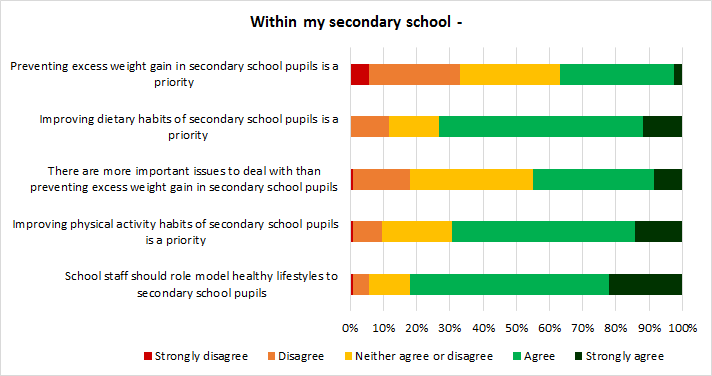 Within my secondary school -
Preventing excess weight gain in secondary school pupils is a
priority
Improving dietary habits of secondary school pupils is a
priority
There are more important issues to deal with than
preventing excess weight gain in secondary school pupils
Improving physical activity habits of secondary school pupils
is a priority
School staff should role model healthy lifestyles to
secondary school pupils
0% 10% 20% 30% 40% 50% 60% 70% 80% 90% 100%
Strongly disagree Disagree Neither agree or disagree Agree Strongly agree